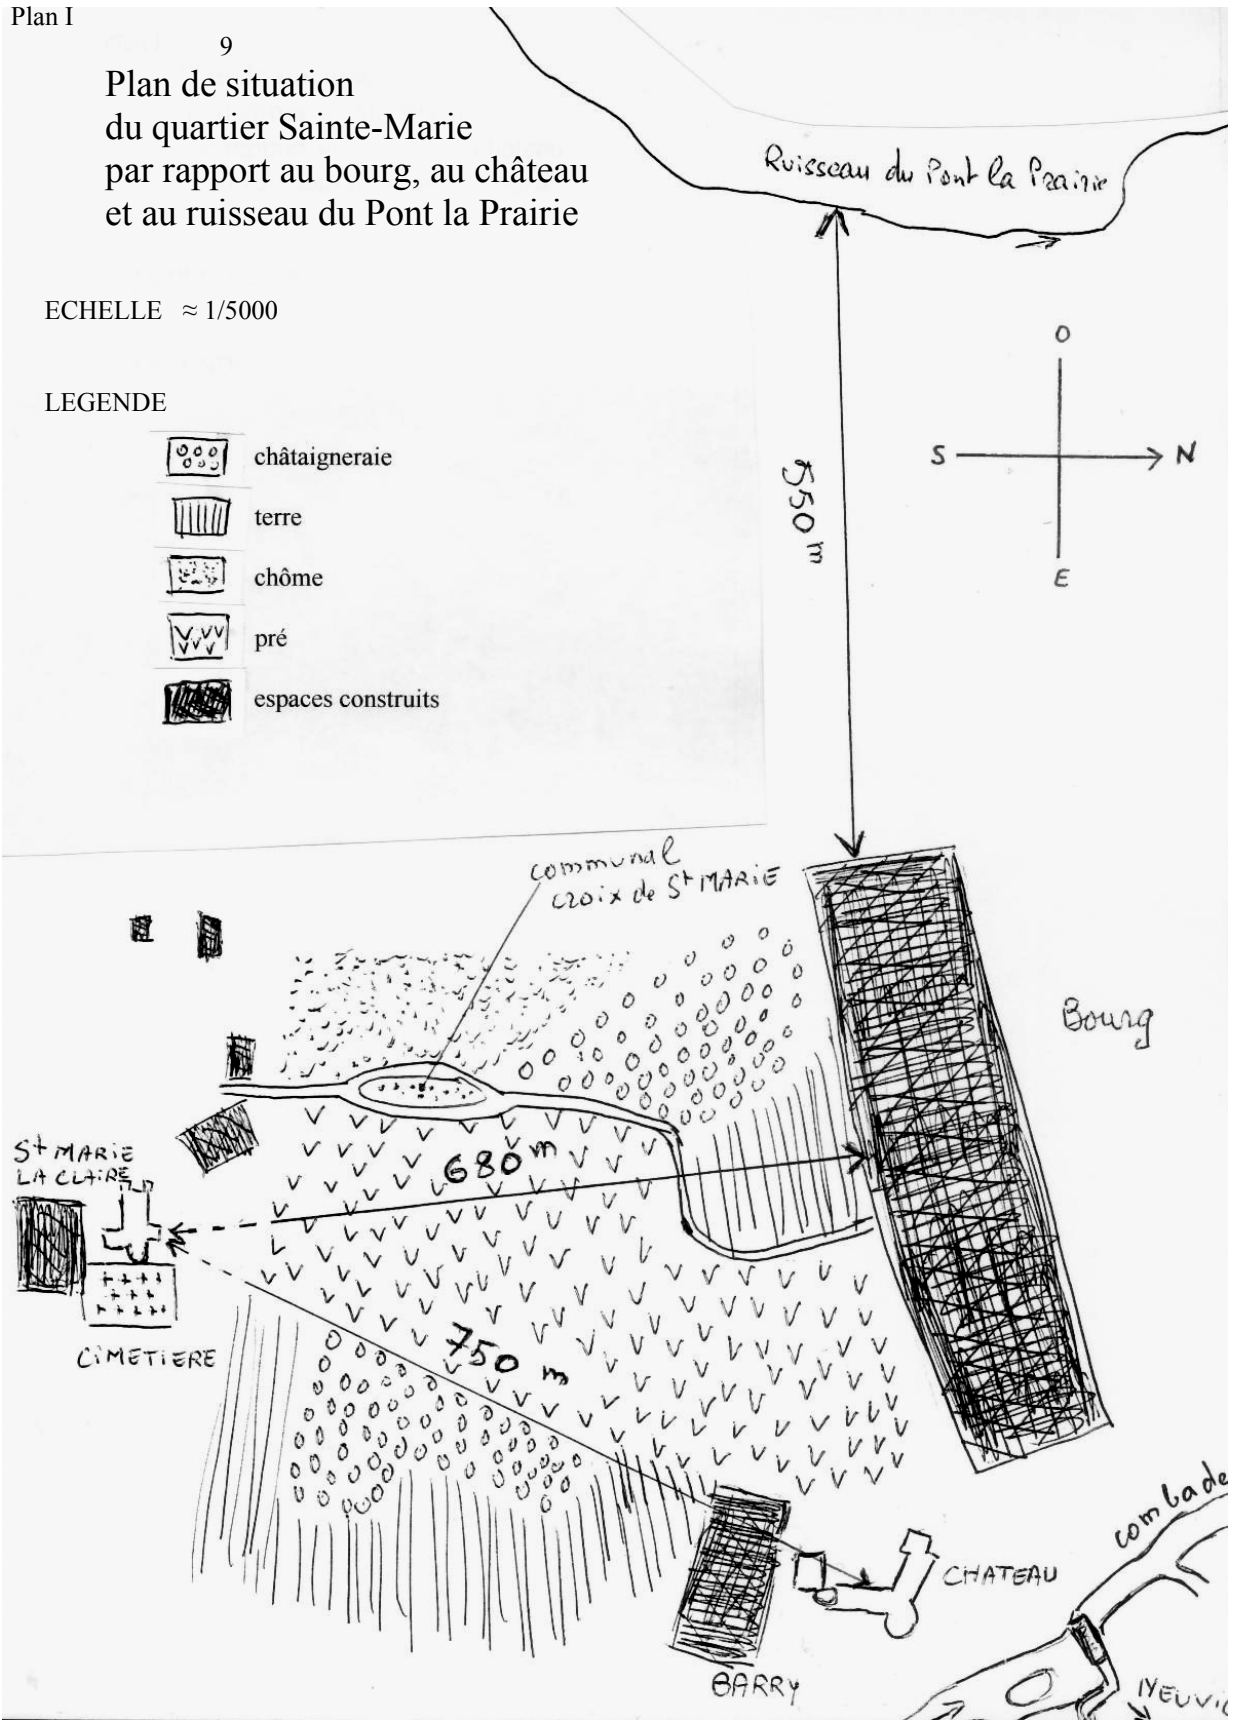 Plan I
9
Plan de situation
du quartier Sainte-Marie
par rapport au bourg, au château
et au ruisseau du Pont la Prairie
Ruisseau du Pont la Prairie
ECHELLE ≈ 1/5000
O
S
N
E
LEGENDE
châtaigneraie
terre
chôme
pré
espaces construits
550 m
communal
croix de St MARIE
Bourg
St MARIE
LA CLAIRE
680 m
CIMETIERE
750 m
combade
CHATEAU
BARRY
NEUVIC